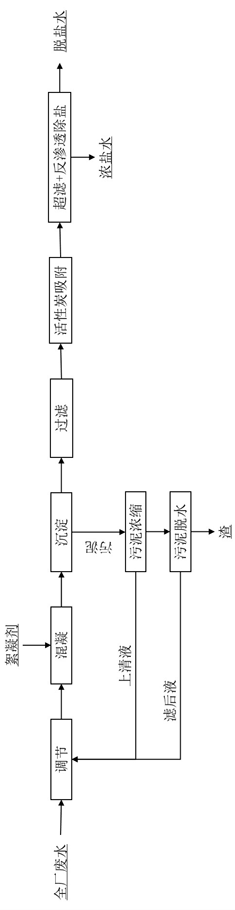 全厂废水
调节
絮凝剂
混凝
沉淀
过滤
活性炭吸附
超滤+反渗透除盐
脱盐水
浓盐水
污泥
污泥浓缩
上清液
污泥脱水
滤后液
渣